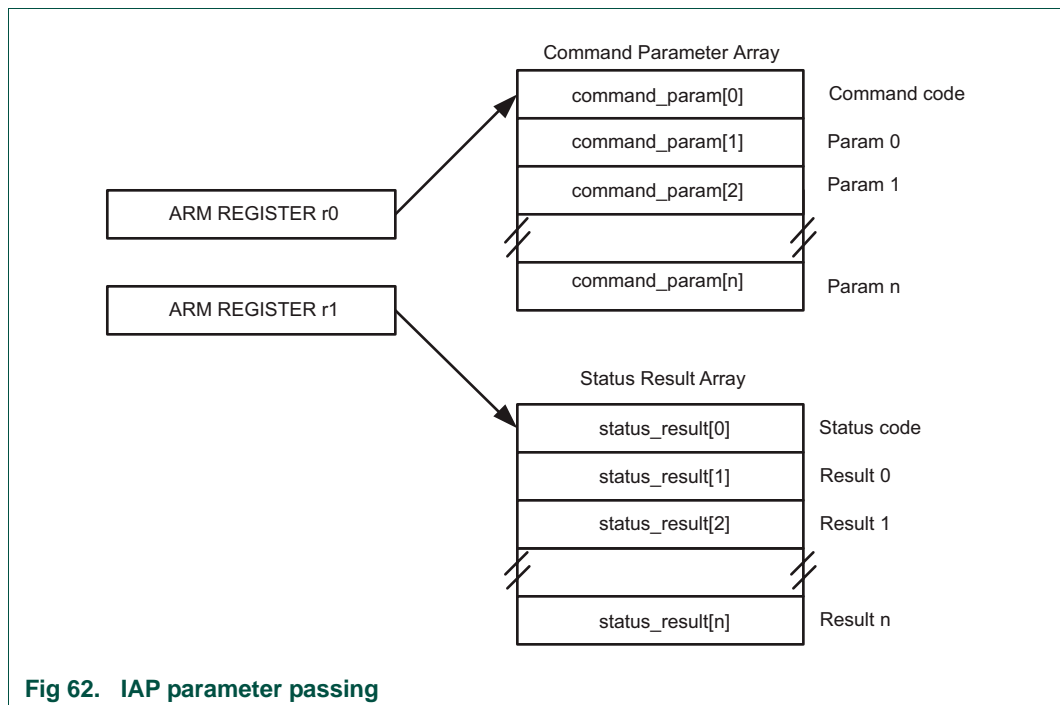 Command Parameter Array
command_param[0] Command code
command_param[1] Param 0
command_param[2] Param 1
ARM REGISTER r0
command_param[n] Param n
ARM REGISTER r1
Status Result Array
status_result[0] Status code
status_result[1] Result 0
status_result[2] Result 1
status_result[n] Result n
Fig 62. IAP parameter passing